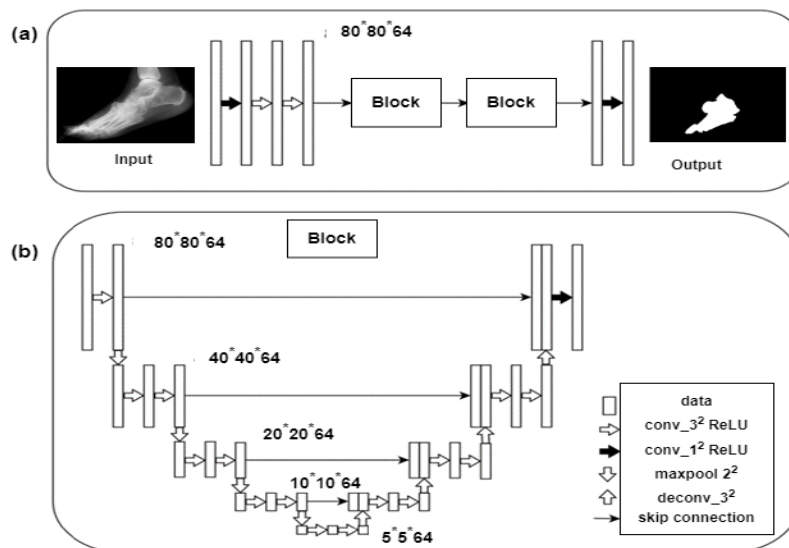 (a)
80*80*64
Block
Block
Input
Output
(b)
Block
80*80*64
40*40*64
20*20*64
10*10*64
5*5*64
data
conv_3² ReLU
conv_1² ReLU
maxpool 2²
deconv_3²
skip connection